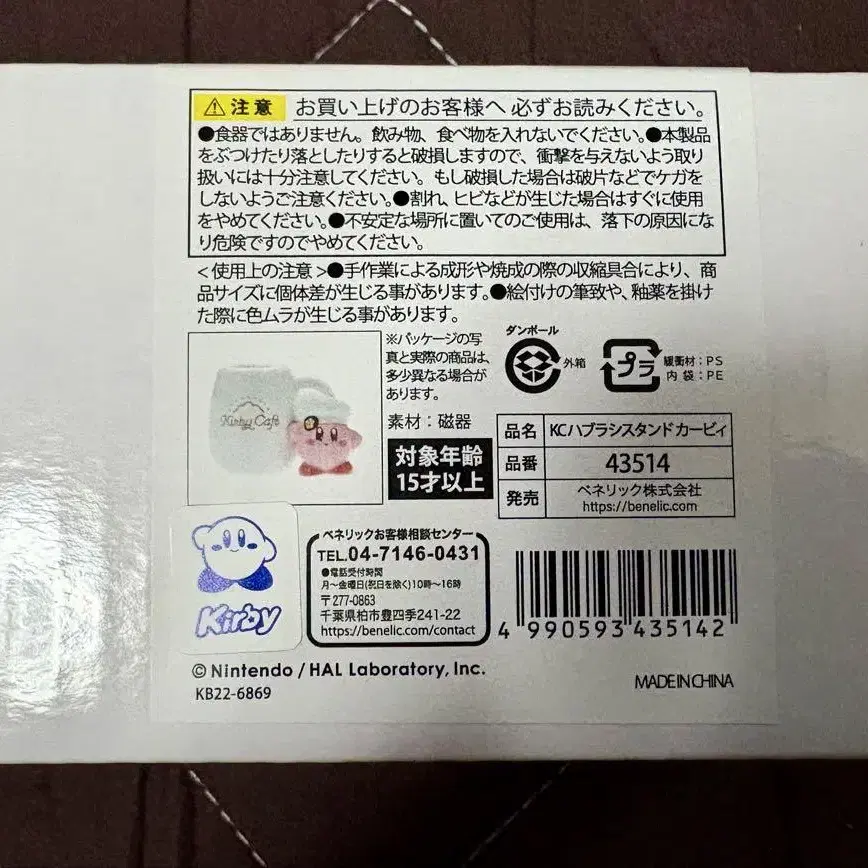 ⚠注意 お買い上げのお客様へ 必ずお読みください。
●食器ではありません。飲み物、食べ物を入れないでください。●本製品
をぶつけたり落としたりすると破損しますので、衝撃を与えないよう取り
扱いには十分注意してください。もし破損した場合は破片などでケガを
しないようご注意ください。●割れ、ヒビなどが生じた場合はすぐに使用
をやめてください。●不安定な場所に置いてのご使用は、落下の原因にな
り危険ですのでやめてください。
<使用上の注意>●手作業による成形や焼成の際の収縮具合により、商
品サイズに個体差が生じる事があります。●絵付けの筆致や、釉薬を掛け
た際に色ムラが生じる事があります。
※パッケージの写
真と実際の商品は、
多少異なる場合が
あります。
ダンボール
外箱
プラ
緩衝材:PS
内袋:PE
Kirby Café
素材:磁器
対象年齢
15才以上
品名 KCハブラシスタンド カービィ
品番 43514
発売 ベネリック株式会社
https://benelic.com
Kirby
ベネリックお客様相談センター
TEL.04-7146-0431
●電話受付時間
月~金曜日(祝日を除く)10時~16時
〒277-0863
千葉県柏市豊四季241-22
https://benelic.com/contact
4 990593 435142
© Nintendo / HAL Laboratory, Inc.
KB22-6869
MADE IN CHINA